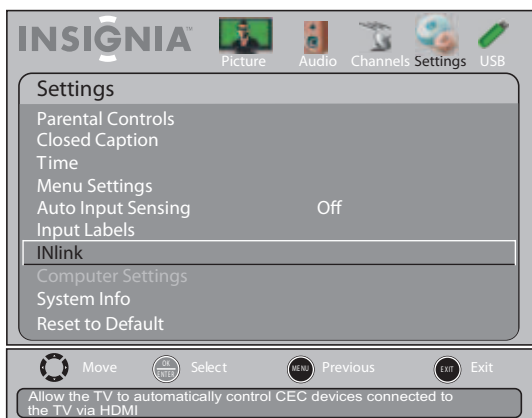 INSIGNIA™
Picture Audio Channels Settings USB
Settings
Parental Controls
Closed Caption
Time
Menu Settings
Auto Input Sensing Off
Input Labels
INlink
Computer Settings
System Info
Reset to Default
Move OK ENTER Select MENU Previous EXIT Exit
Allow the TV to automatically control CEC devices connected to
the TV via HDMI